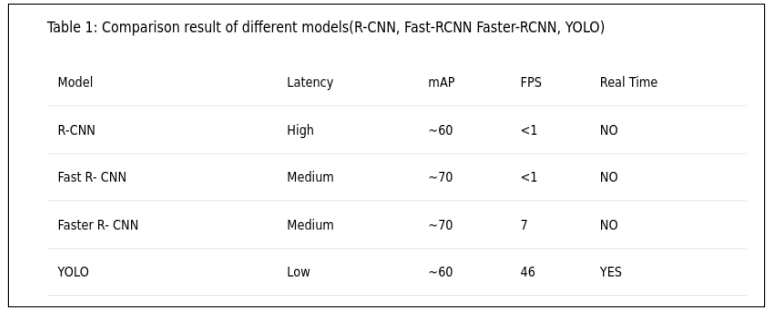 Table 1: Comparison result of different models(R-CNN, Fast-RCNN Faster-RCNN, YOLO)
Model Latency mAP FPS Real Time
R-CNN High ~60 <1 NO
Fast R- CNN Medium ~70 <1 NO
Faster R- CNN Medium ~70 7 NO
YOLO Low ~60 46 YES